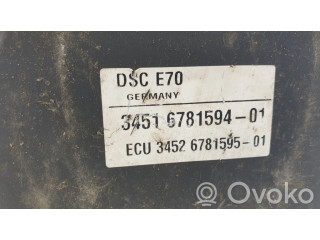 DSC E70
GERMANY
3451 6781594-01
ECU 3452 6781595-01
Ovoko